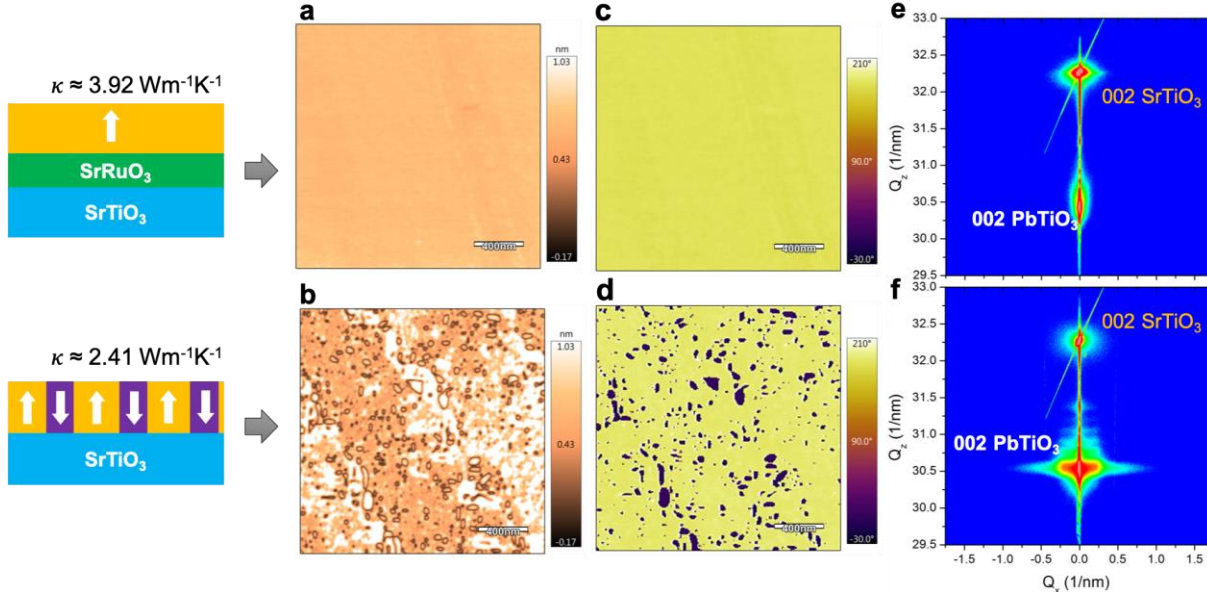 κ ≈ 3.92 Wm⁻¹K⁻¹
SrRuO₃
SrTiO₃
a
nm
1.03
0.43
-0.17
400nm
c
210°
90.0°
-30.0°
400nm
e
33.0
32.5
32.0
31.5
31.0
30.5
30.0
29.5
Q_z (1/nm)
002 SrTiO₃
002 PbTiO₃
κ ≈ 2.41 Wm⁻¹K⁻¹
SrTiO₃
b
nm
1.03
0.43
-0.17
400nm
d
210°
90.0°
-30.0°
400nm
f
33.0
32.5
32.0
31.5
31.0
30.5
30.0
29.5
Q_z (1/nm)
002 SrTiO₃
002 PbTiO₃
-1.5 -1.0 -0.5 0.0 0.5 1.0 1.5
Q_x (1/nm)